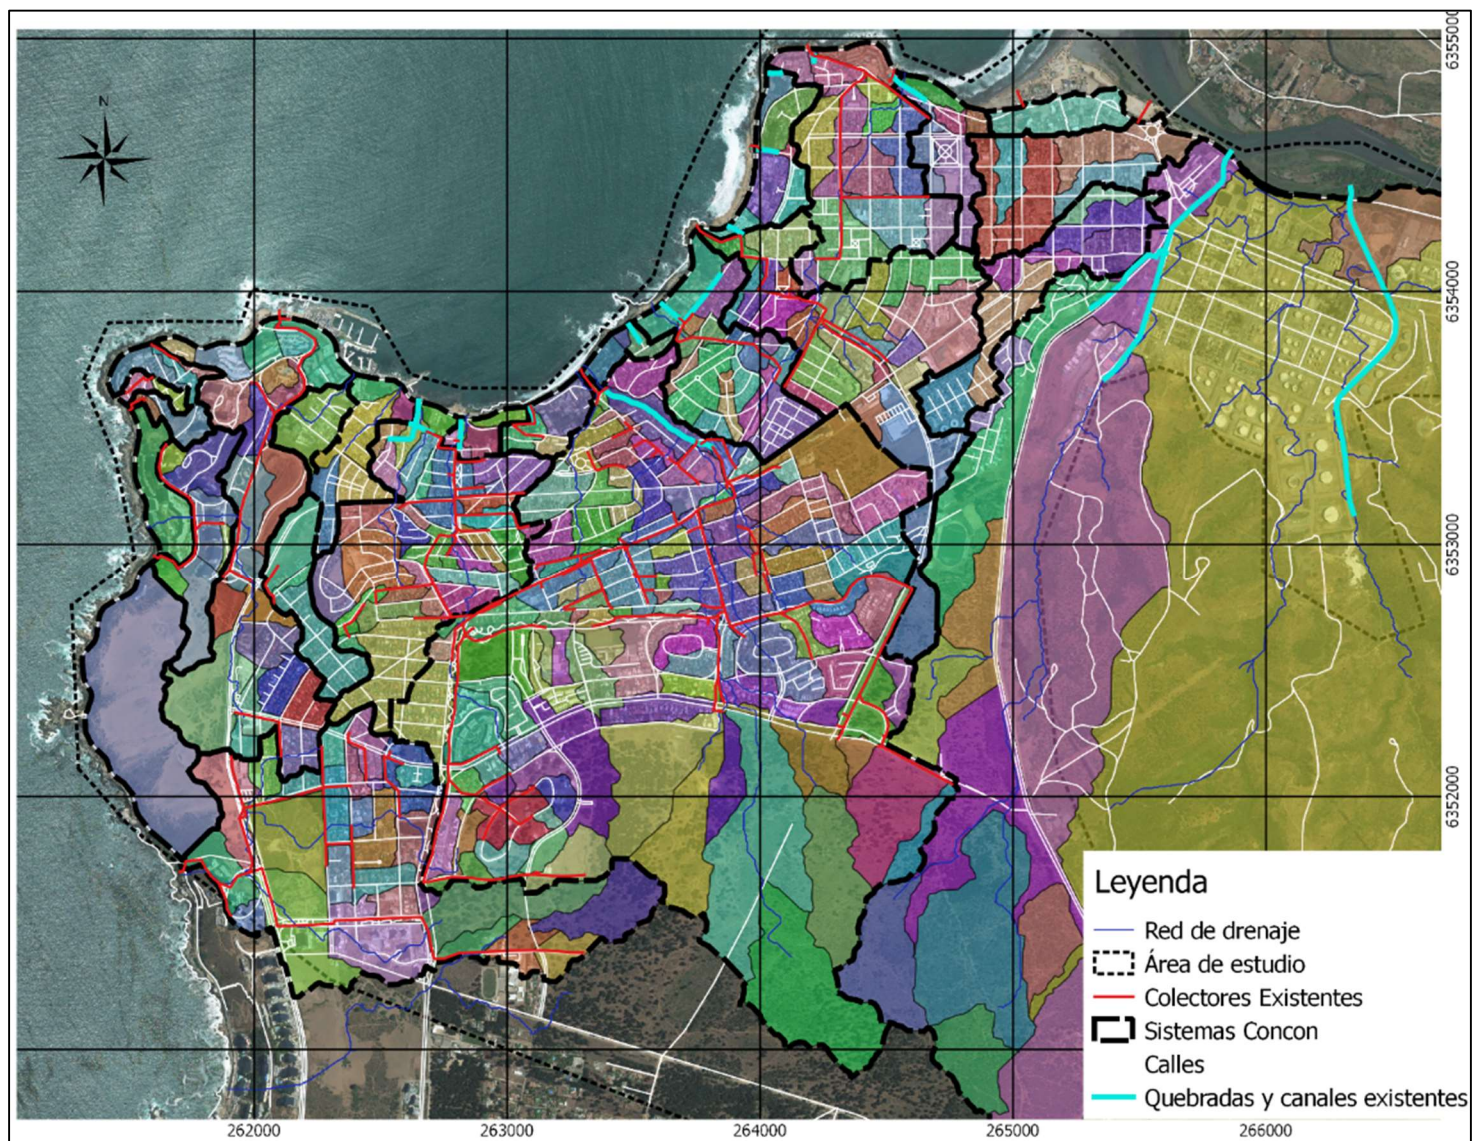 N
6355000
6354000
6353000
6352000
Leyenda
Red de drenaje
Área de estudio
Colectores Existentes
Sistemas Concon
Calles
Quebradas y canales existentes
262000
263000
264000
265000
266000